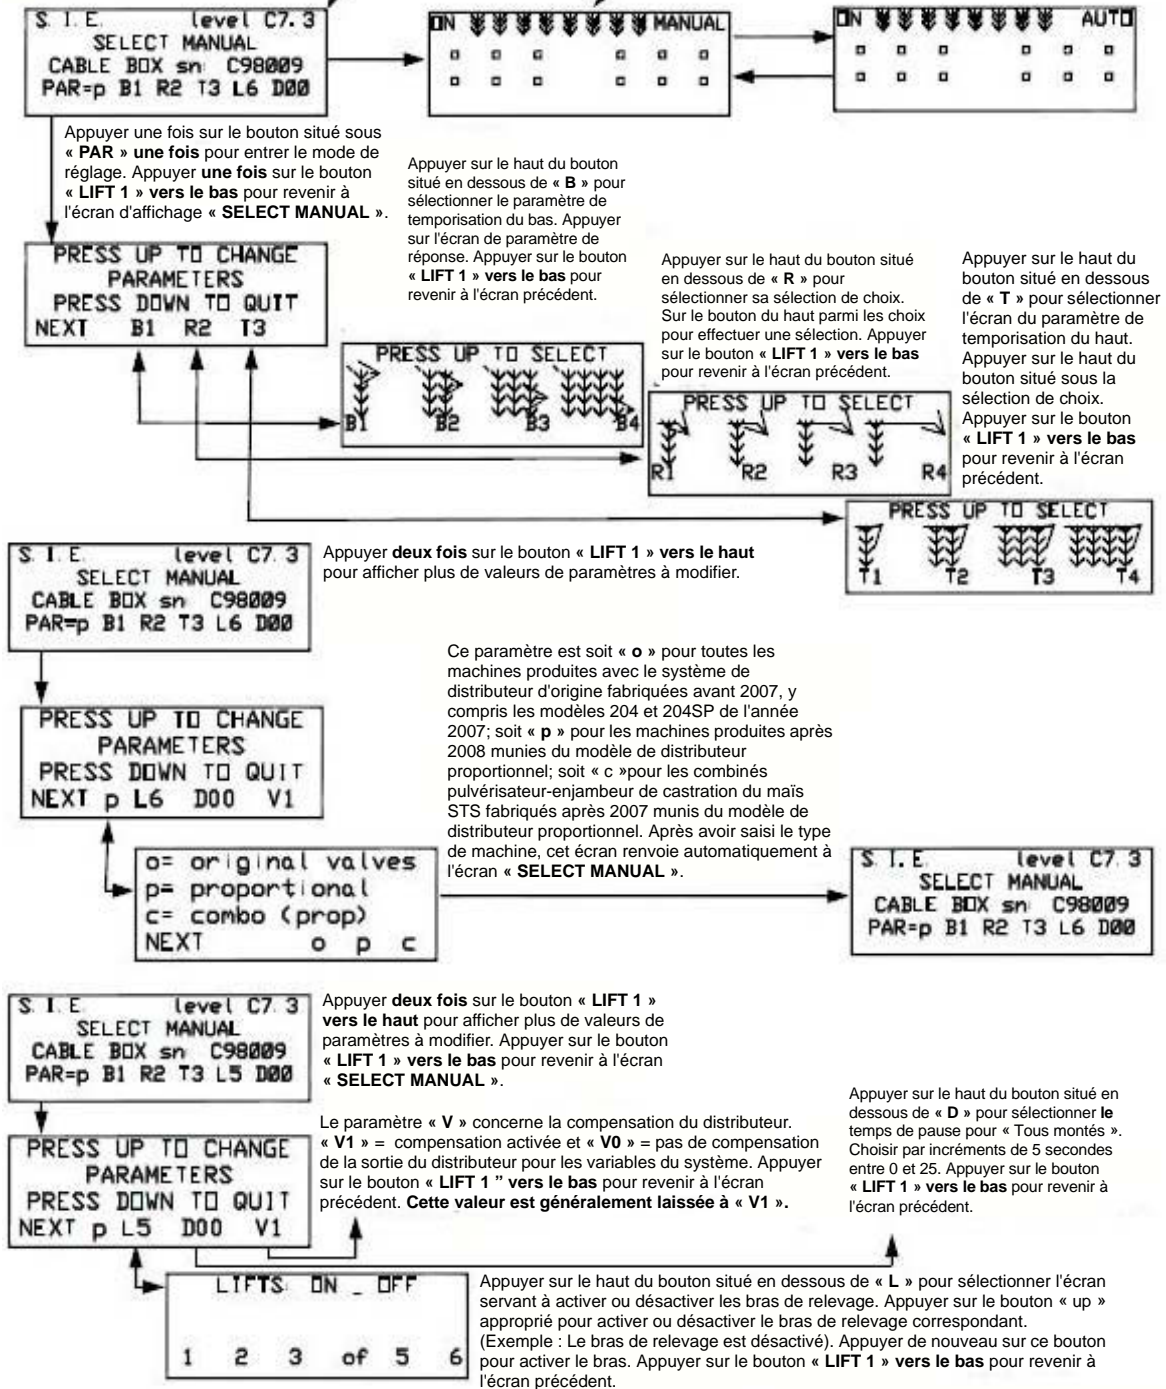 S. I. E. level C7. 3
SELECT MANUAL
CABLE BOX sn: C98009
PAR=p B1 R2 T3 L6 D00
ON MANUAL
ON AUTO
Appuyer une fois sur le bouton situé sous
« PAR » une fois pour entrer le mode de
réglage. Appuyer une fois sur le bouton
« LIFT 1 » vers le bas pour revenir à
l'écran d'affichage « SELECT MANUAL ».
Appuyer sur le haut du bouton
situé en dessous de « B » pour
sélectionner le paramètre de
temporisation du bas. Appuyer
sur l'écran de paramètre de
réponse. Appuyer sur le bouton
« LIFT 1 » vers le bas pour
revenir à l'écran précédent.
Appuyer sur le haut du bouton situé
en dessous de « R » pour
sélectionner sa sélection de choix.
Sur le bouton du haut parmi les choix
pour effectuer une sélection. Appuyer
sur le bouton « LIFT 1 » vers le bas
pour revenir à l'écran précédent.
Appuyer sur le haut du
bouton situé en dessous
de « T » pour sélectionner
l'écran du paramètre de
temporisation du haut.
Appuyer sur le haut du
bouton situé sous la
sélection de choix.
Appuyer sur le bouton
« LIFT 1 » vers le bas
pour revenir à l'écran
précédent.
PRESS UP TO CHANGE
PARAMETERS
PRESS DOWN TO QUIT
NEXT B1 R2 T3
PRESS UP TO SELECT
B1 B2 B3 B4
PRESS UP TO SELECT
R1 R2 R3 R4
PRESS UP TO SELECT
T1 T2 T3 T4
S. I. E. level C7. 3
SELECT MANUAL
CABLE BOX sn C98009
PAR=p B1 R2 T3 L6 D00
Appuyer deux fois sur le bouton « LIFT 1 » vers le haut
pour afficher plus de valeurs de paramètres à modifier.
PRESS UP TO CHANGE
PARAMETERS
PRESS DOWN TO QUIT
NEXT p L6 D00 V1
Ce paramètre est soit « o » pour toutes les
machines produites avec le système de
distributeur d'origine fabriquées avant 2007, y
compris les modèles 204 et 204SP de l'année
2007; soit « p » pour les machines produites après
2008 munies du modèle de distributeur
proportionnel; soit « c »pour les combinés
pulvérisateur-enjambeur de castration du maïs
STS fabriqués après 2007 munis du modèle de
distributeur proportionnel. Après avoir saisi le type
de machine, cet écran renvoie automatiquement à
l'écran « SELECT MANUAL ».
o= original valves
p= proportional
c= combo (prop)
NEXT o p c
S. I. E. level C7. 3
SELECT MANUAL
CABLE BOX sn: C98009
PAR=p B1 R2 T3 L6 D00
S. I. E. level C7. 3
SELECT MANUAL
CABLE BOX sn C98009
PAR=p B1 R2 T3 L5 D00
Appuyer deux fois sur le bouton « LIFT 1 »
vers le haut pour afficher plus de valeurs de
paramètres à modifier. Appuyer sur le bouton
« LIFT 1 » vers le bas pour revenir à l'écran
« SELECT MANUAL ».
Le paramètre « V » concerne la compensation du distributeur.
« V1 » = compensation activée et « V0 » = pas de compensation
de la sortie du distributeur pour les variables du système. Appuyer
sur le bouton « LIFT 1 ” vers le bas pour revenir à l'écran
précédent. Cette valeur est généralement laissée à « V1 ».
Appuyer sur le haut du bouton situé en
dessous de « D » pour sélectionner le
temps de pause pour « Tous montés ».
Choisir par incréments de 5 secondes
entre 0 et 25. Appuyer sur le bouton
« LIFT 1 » vers le bas pour revenir à
l'écran précédent.
PRESS UP TO CHANGE
PARAMETERS
PRESS DOWN TO QUIT
NEXT p L5 D00 V1
LIFTS: ON _ OFF
1 2 3 of 5 6
Appuyer sur le haut du bouton situé en dessous de « L » pour sélectionner l'écran
servant à activer ou désactiver les bras de relevage. Appuyer sur le bouton « up »
approprié pour activer ou désactiver le bras de relevage correspondant.
(Exemple : Le bras de relevage est désactivé). Appuyer de nouveau sur ce bouton
pour activer le bras. Appuyer sur le bouton « LIFT 1 » vers le bas pour revenir à
l'écran précédent.